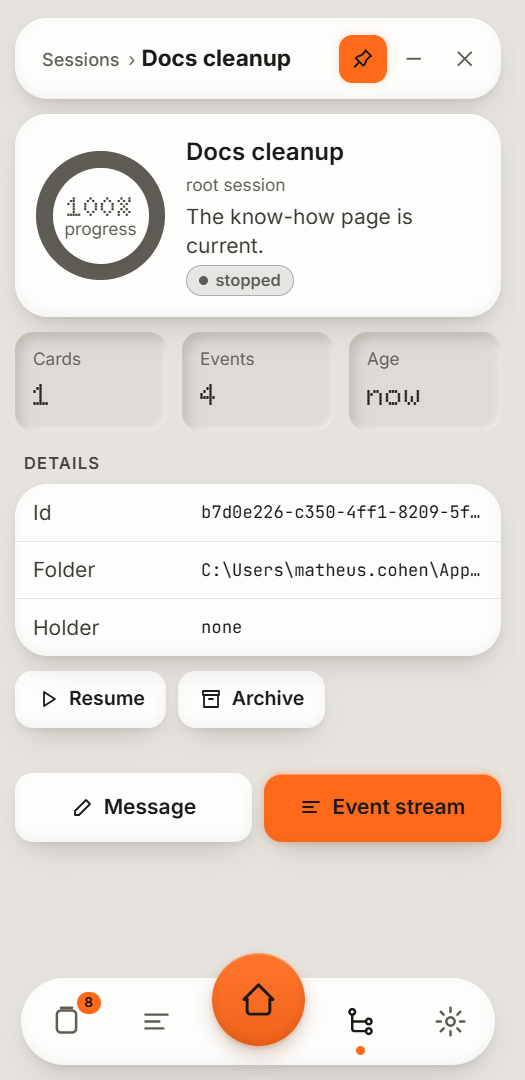 Sessions › Docs cleanup
Docs cleanup
root session
100%
progress
The know-how page is
current.
stopped
Cards
1
Events
4
Age
now
DETAILS
Id b7d0e226-c350-4ff1-8209-5f…
Folder C:\Users\matheus.cohen\App…
Holder none
Resume
Archive
Message
Event stream
8